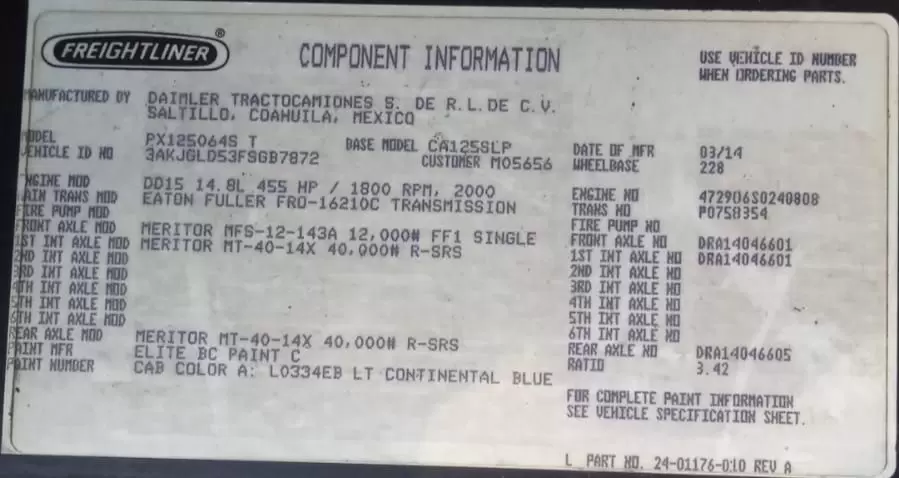 FREIGHTLINER ®
COMPONENT INFORMATION
USE VEHICLE ID NUMBER
WHEN ORDERING PARTS.
MANUFACTURED BY DAIMLER TRACTOCAMIONES S. DE R.L. DE C.V.
SALTILLO, COAHUILA, MEXICO
MODEL PX125064S T BASE MODEL CA125SLP DATE OF MFR 03/14
VEHICLE ID NO 3AKJGLD53FSGB7872 CUSTOMER MO5656 WHEELBASE 228
ENGINE MOD DD15 14.8L 455 HP / 1800 RPM, 2000 ENGINE NO 472906S0240808
MAIN TRANS MOD EATON FULLER FRO-16210C TRANSMISSION TRANS NO P0758354
FIRE PUMP MOD FIRE PUMP NO
FRONT AXLE MOD MERITOR MFS-12-143A 12,000# FF1 SINGLE FRONT AXLE NO DRA14046601
1ST INT AXLE MOD MERITOR MT-40-14X 40,000# R-SRS 1ST INT AXLE NO DRA14046601
2ND INT AXLE MOD 2ND INT AXLE NO
3RD INT AXLE MOD 3RD INT AXLE NO
4TH INT AXLE MOD 4TH INT AXLE NO
5TH INT AXLE MOD 5TH INT AXLE NO
6TH INT AXLE MOD 6TH INT AXLE NO
REAR AXLE MOD MERITOR MT-40-14X 40,000# R-SRS REAR AXLE NO DRA14046605
PAINT MFR ELITE BC PAINT C RATIO 3.42
PAINT NUMBER CAB COLOR A: L0334EB LT CONTINENTAL BLUE
FOR COMPLETE PAINT INFORMATION
SEE VEHICLE SPECIFICATION SHEET.
L PART NO. 24-01176-010 REV A